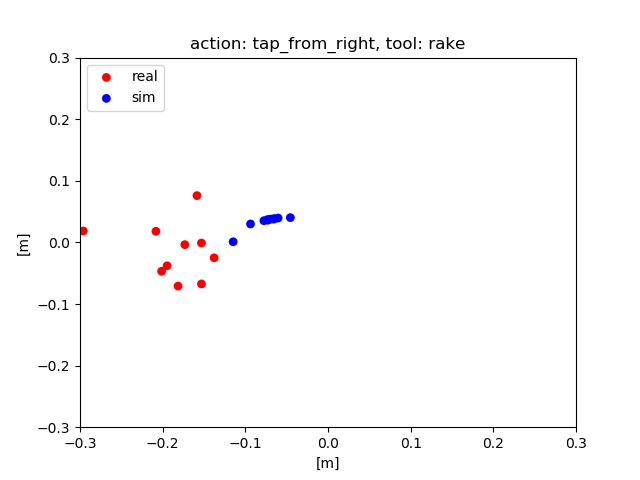 action: tap_from_right, tool: rake
real
sim
0.3
0.2
0.1
0.0
−0.1
−0.2
−0.3
[m]
−0.3 −0.2 −0.1 0.0 0.1 0.2 0.3
[m]